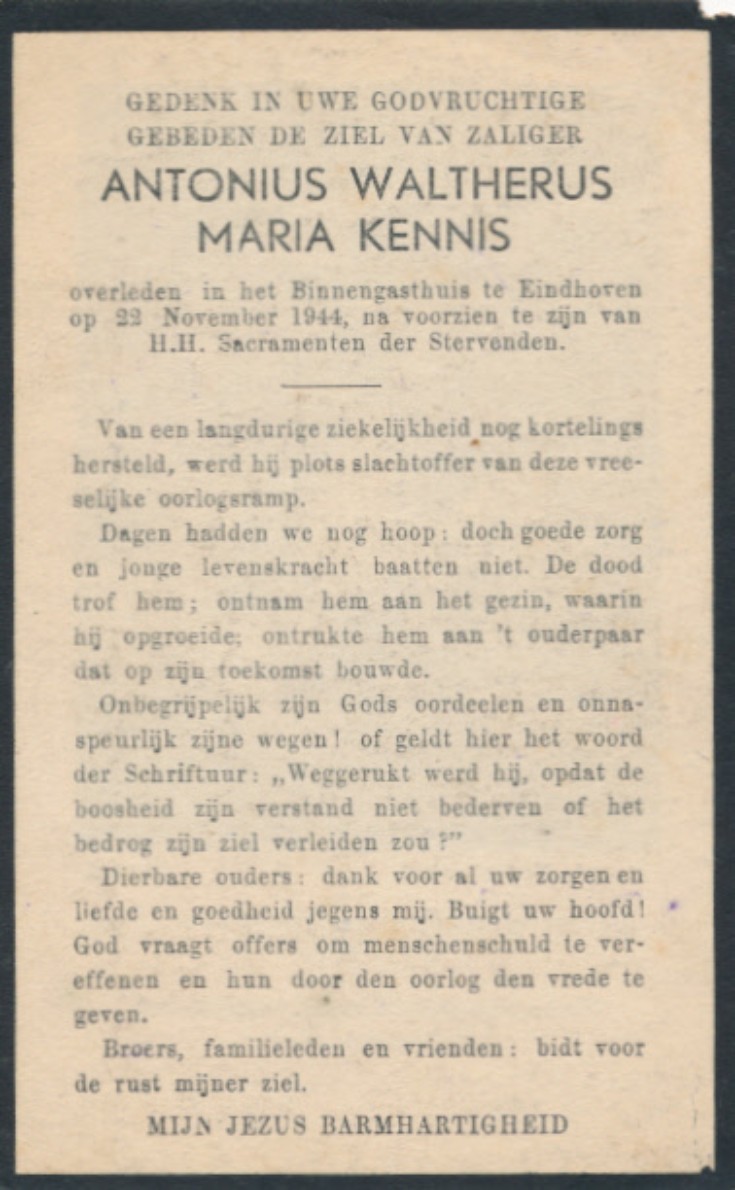 GEDENK IN UWE GODVRUCHTIGE
GEBEDEN DE ZIEL VAN ZALIGER
ANTONIUS WALTHERUS
MARIA KENNIS
overleden in het Binnengasthuis te Eindhoven
op 22 November 1944, na voorzien te zijn van
H.H. Sacramenten der Stervenden.
Van een langdurige ziekelijkheid nog kortelings
hersteld, werd hij plots slachtoffer van deze vree-
selijke oorlogsramp.
Dagen hadden we nog hoop: doch goede zorg
en jonge levenskracht baatten niet. De dood
trof hem; ontnam hem aan het gezin, waarin
hij opgroeide; ontrukte hem aan 't ouderpaar
dat op zijn toekomst bouwde.
Onbegrijpelijk zijn Gods oordeelen en onna-
speurlijk zijne wegen! of geldt hier het woord
der Schriftuur: „Weggerukt werd hij, opdat de
boosheid zijn verstand niet bederven of het
bedrog zijn ziel verleiden zou?”
Dierbare ouders: dank voor al uw zorgen en
liefde en goedheid jegens mij. Buigt uw hoofd!
God vraagt offers om menschenschuld te ver-
effenen en hun door den oorlog den vrede te
geven.
Broers, familieleden en vrienden: bidt voor
de rust mijner ziel.
MIJN JEZUS BARMHARTIGHEID